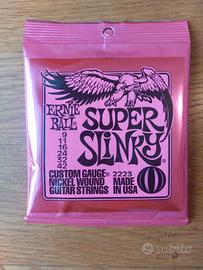 ERNIE BALL
SUPER
SLINKY
9
11
16
24
32
42
CUSTOM GAUGE® 2223
NICKEL WOUND MADE
GUITAR STRINGS IN USA
subito